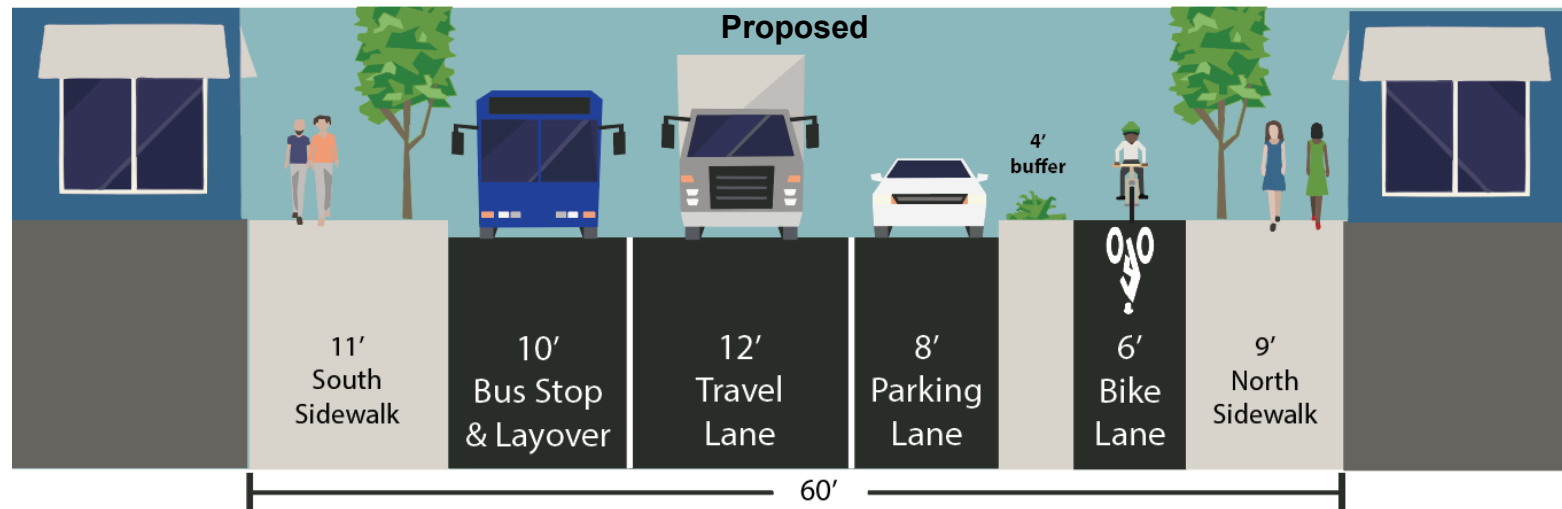 Proposed
4’
buffer
11’
South
Sidewalk
10’
Bus Stop
& Layover
12’
Travel
Lane
8’
Parking
Lane
6’
Bike
Lane
9’
North
Sidewalk
60’